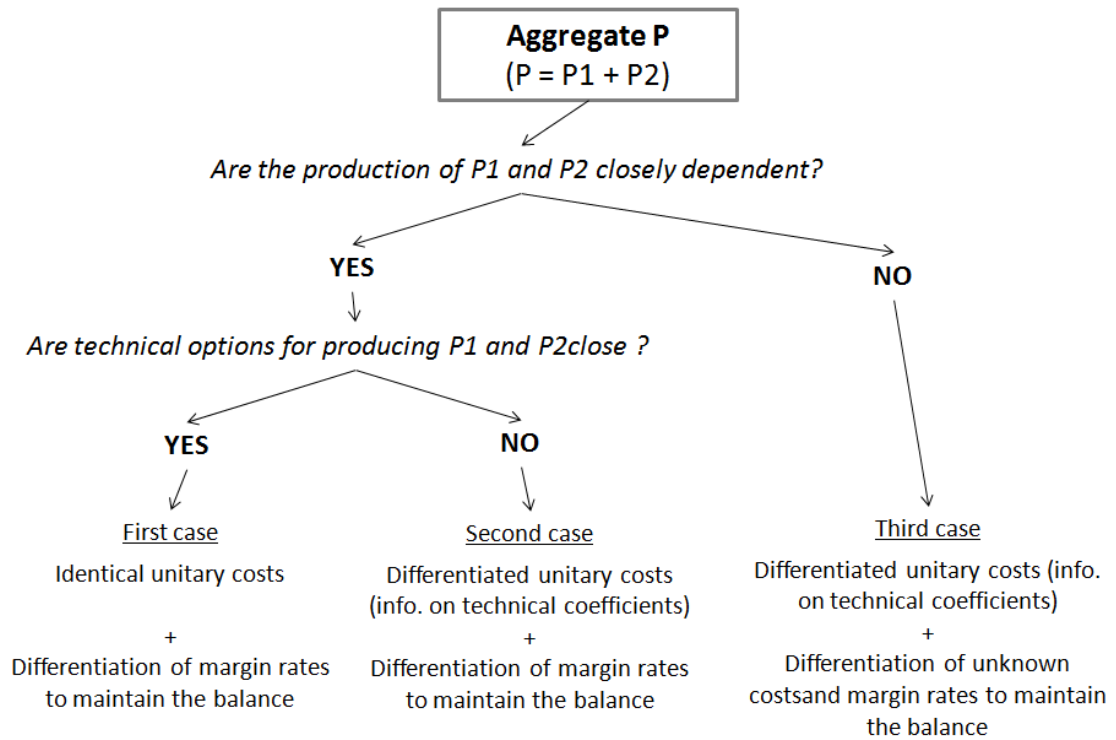 Aggregate P
(P = P1 + P2)
Are the production of P1 and P2 closely dependent?
YES
NO
Are technical options for producing P1 and P2close ?
YES
NO
First case
Identical unitary costs
+
Differentiation of margin rates
to maintain the balance
Second case
Differentiated unitary costs
(info. on technical coefficients)
+
Differentiation of margin rates
to maintain the balance
Third case
Differentiated unitary costs (info.
on technical coefficients)
+
Differentiation of unknown
costsand margin rates to maintain
the balance